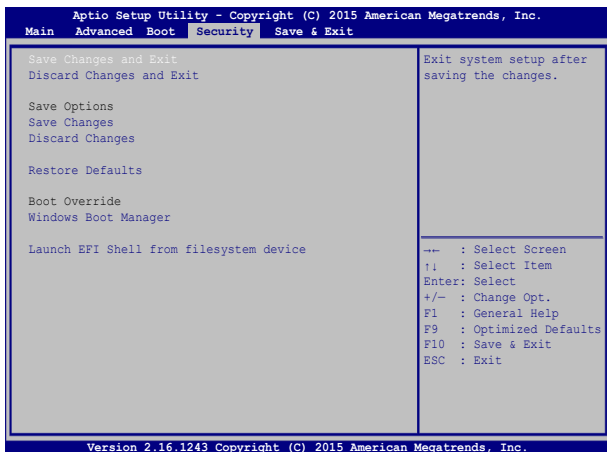 Aptio Setup Utility - Copyright (C) 2015 American Megatrends, Inc.
Main Advanced Boot Security Save & Exit
Save Changes and Exit
Discard Changes and Exit
Save Options
Save Changes
Discard Changes
Restore Defaults
Boot Override
Windows Boot Manager
Launch EFI Shell from filesystem device
Exit system setup after
saving the changes.
→← : Select Screen
↑↓ : Select Item
Enter: Select
+/— : Change Opt.
F1 : General Help
F9 : Optimized Defaults
F10 : Save & Exit
ESC : Exit
Version 2.16.1243 Copyright (C) 2015 American Megatrends, Inc.